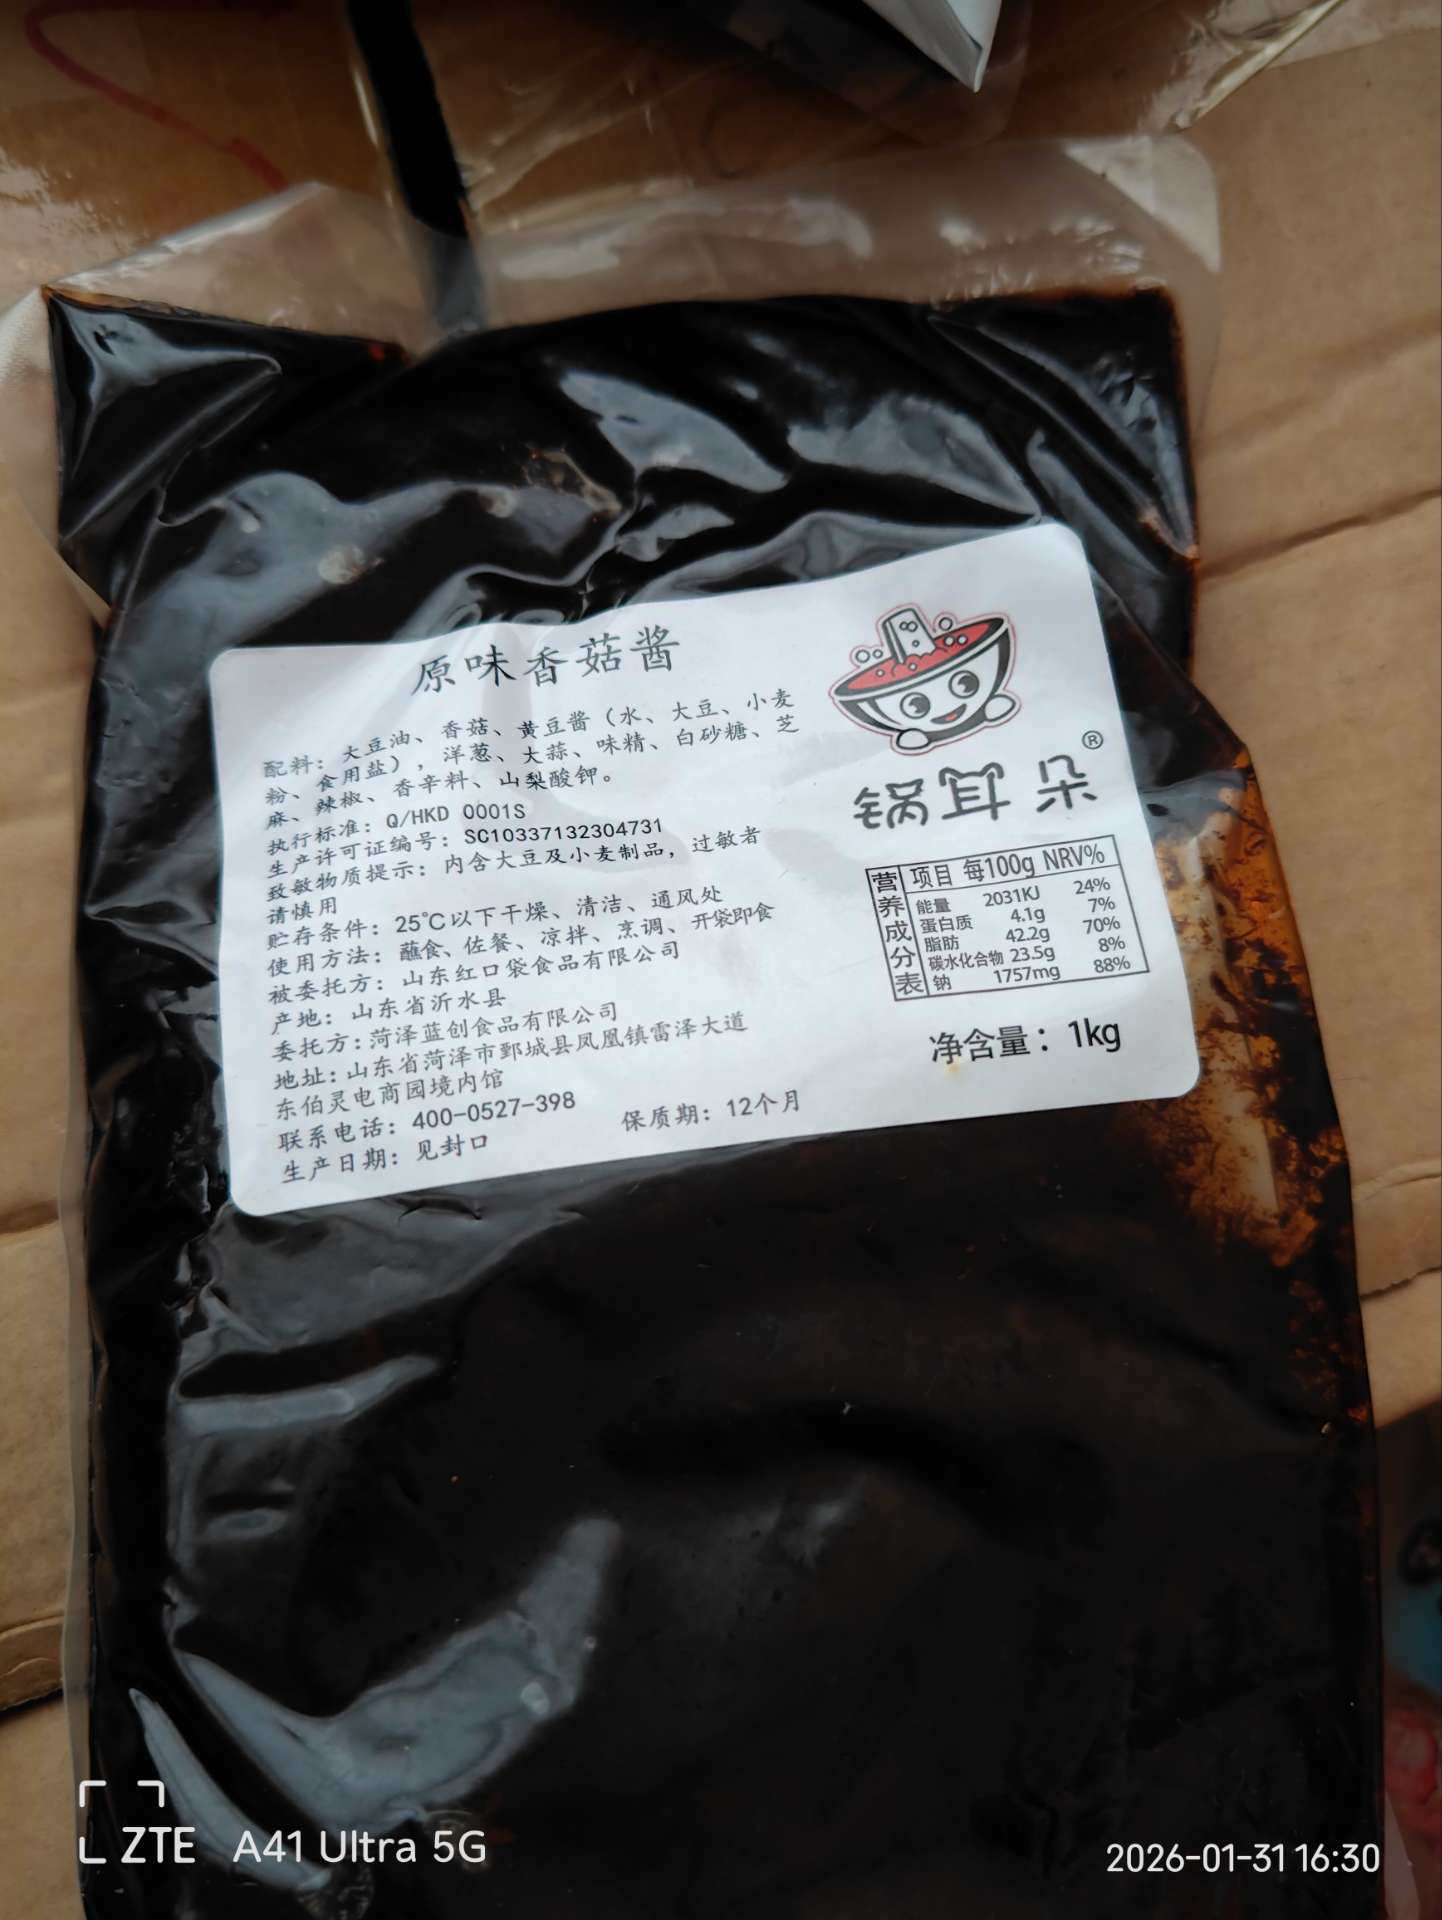 原味香菇酱
配料：大豆油、香菇、黄豆酱（水、大豆、小麦
粉、食用盐），洋葱、大蒜、味精、白砂糖、芝
麻、辣椒、香辛料、山梨酸钾。
执行标准：Q/HKD 0001S
生产许可证编号：SC10337132304731
致敏物质提示：内含大豆及小麦制品，过敏者
请慎用
贮存条件：25℃以下干燥、清洁、通风处
使用方法：蘸食、佐餐、凉拌、烹调、开袋即食
被委托方：山东红口袋食品有限公司
产地：山东省沂水县
委托方:菏泽蓝创食品有限公司
地址:山东省菏泽市鄄城县凤凰镇雷泽大道
东伯灵电商园境内馆
联系电话：400-0527-398
生产日期：见封口 保质期：12个月
锅耳朵®
营养成分表
项目 每100g NRV%
能量 2031KJ 24%
蛋白质 4.1g 7%
脂肪 42.2g 70%
碳水化合物 23.5g 8%
钠 1757mg 88%
净含量：1kg
ZTE A41 Ultra 5G
2026-01-31 16:30